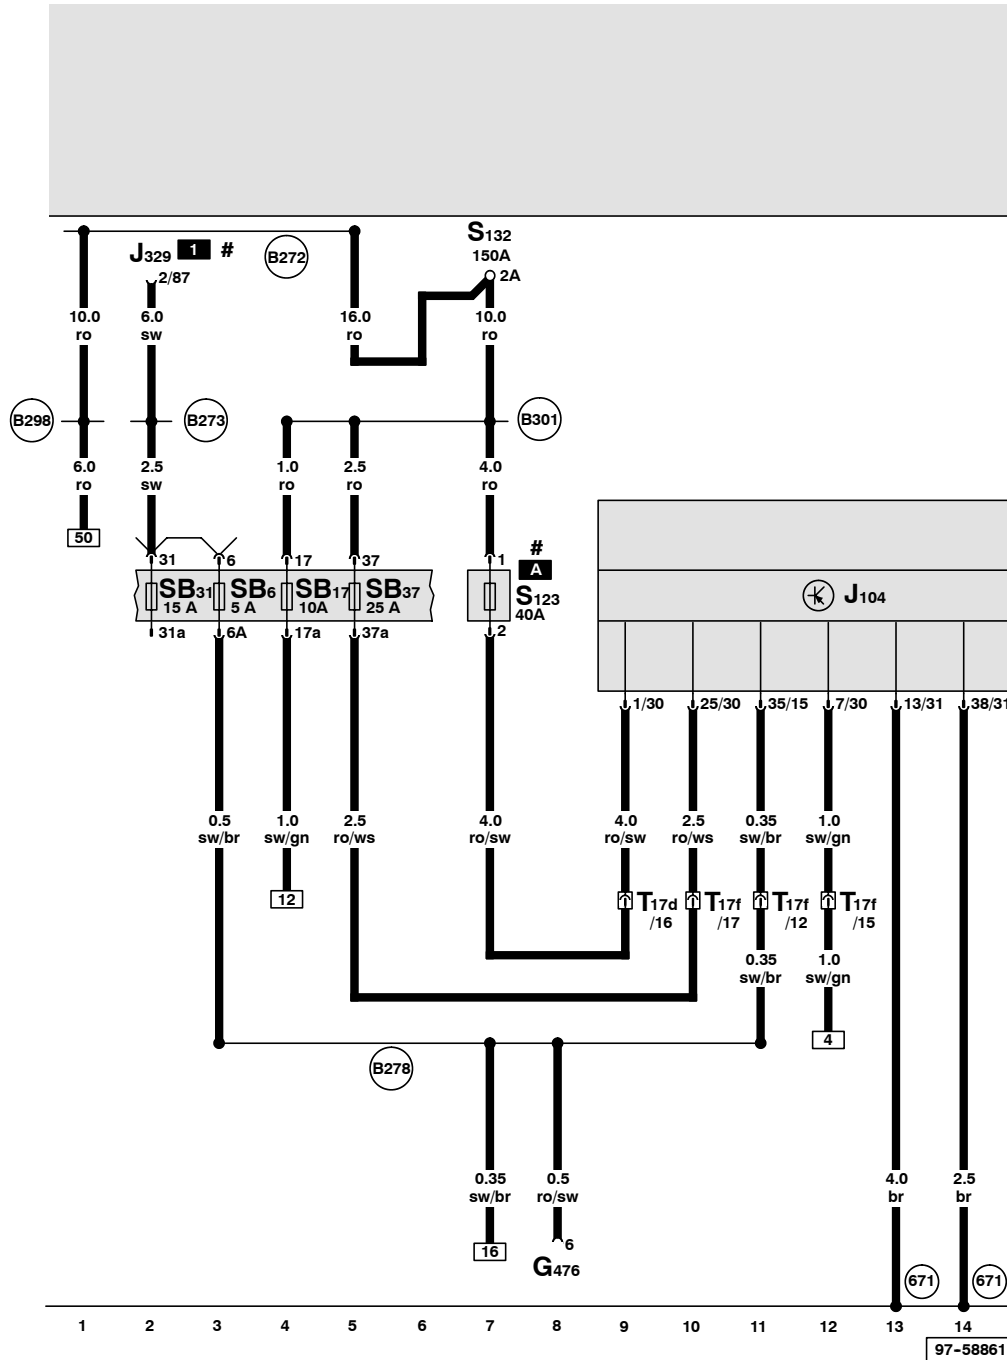 S132
J329 1 #
B272
150A
2/87
2A
10.0 6.0 16.0 10.0
ro sw ro ro
B298 B273 B301
6.0 2.5 1.0 2.5 4.0
ro sw ro ro ro
50
#
31 6 17 37 1
A
SB31 SB6 SB17 SB37 S123
15 A 5 A 10A 25 A 40A
J104
31a 6A 17a 37a 2
1/30 25/30 35/15 7/30 13/31 38/31
0.5 1.0 2.5 4.0 4.0 2.5 0.35 1.0
sw/br sw/gn ro/ws ro/sw ro/sw ro/ws sw/br sw/gn
12
T17d T17f T17f T17f
/16 /17 /12 /15
0.35 1.0
sw/br sw/gn
4
B278
0.35 0.5 4.0 2.5
sw/br ro/sw br br
16
6
G476
671 671
1 2 3 4 5 6 7 8 9 10 11 12 13 14
97-58861